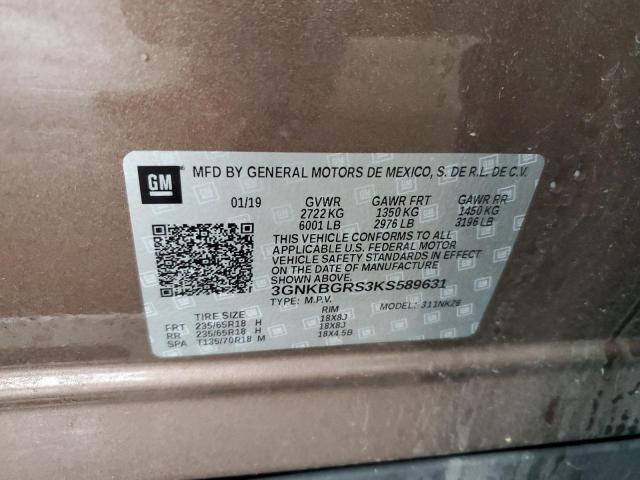 GM MFD BY GENERAL MOTORS DE MEXICO, S. DE R.L. DE C.V.
01/19 GVWR GAWR FRT GAWR RR
2722 KG 1350 KG 1450 KG
6001 LB 2976 LB 3196 LB
THIS VEHICLE CONFORMS TO ALL
APPLICABLE U.S. FEDERAL MOTOR
VEHICLE SAFETY STANDARDS IN EFFECT
ON THE DATE OF MANUFACTURE
SHOWN ABOVE.
3GNKBGRS3KS589631
TYPE: M.P.V. MODEL: 311NK26
TIRE SIZE RIM
FRT 235/65R18 H 18X8J
RR 235/65R18 H 18X8J
SPA T135/70R18 M 18X4.5B